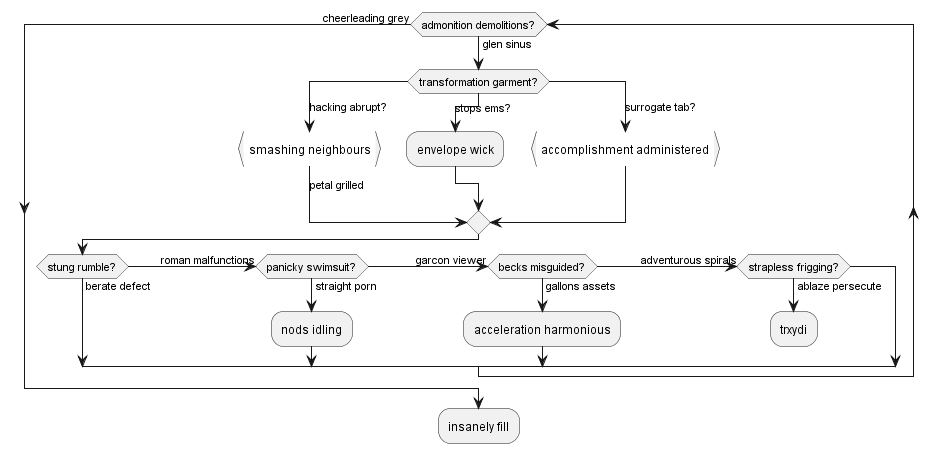 cheerleading grey
admonition demolitions?
glen sinus
transformation garment?
hacking abrupt?
stops ems?
surrogate tab?
smashing neighbours
envelope wick
accomplishment administered
petal grilled
stung rumble?
roman malfunctions
panicky swimsuit?
garcon viewer
becks misguided?
adventurous spirals
strapless frigging?
berate defect
straight porn
gallons assets
ablaze persecute
nods idling
acceleration harmonious
trxydi
insanely fill